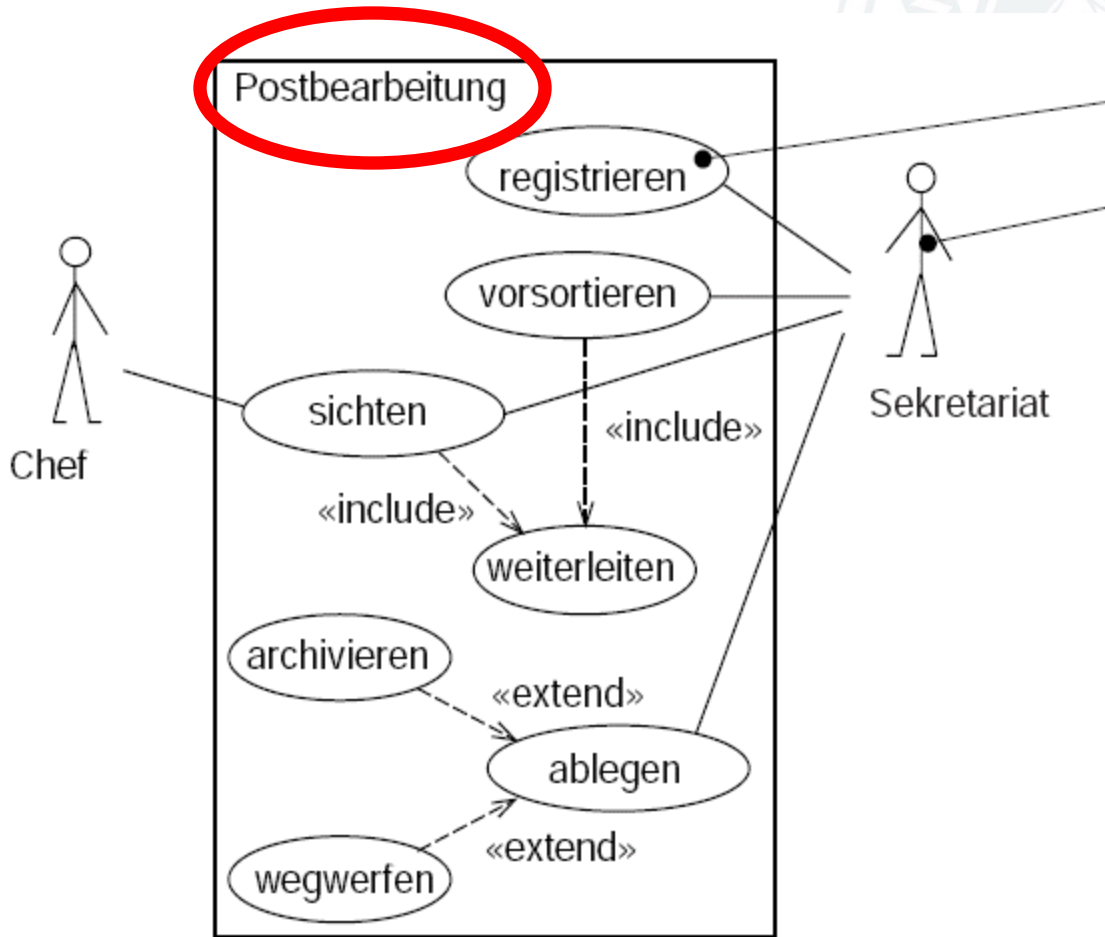 Postbearbeitung
registrieren
vorsortieren
sichten
Sekretariat
«include»
Chef
«include»
weiterleiten
archivieren
«extend»
ablegen
«extend»
wegwerfen